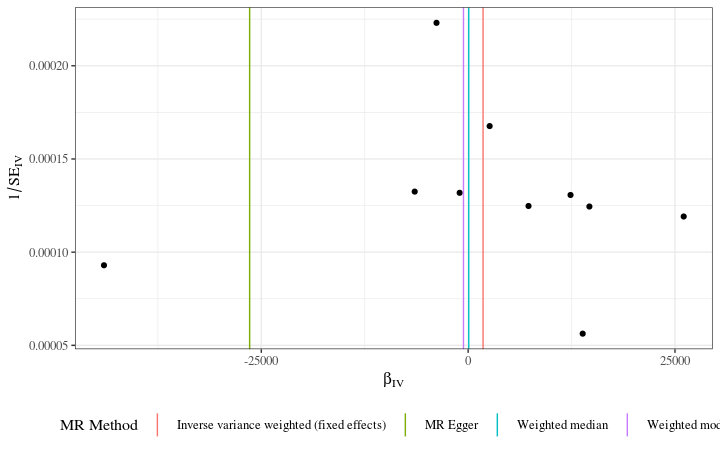 0.00020
0.00015
0.00010
0.00005
1/SE_IV
-25000 0 25000
β_IV
MR Method Inverse variance weighted (fixed effects) MR Egger Weighted median Weighted